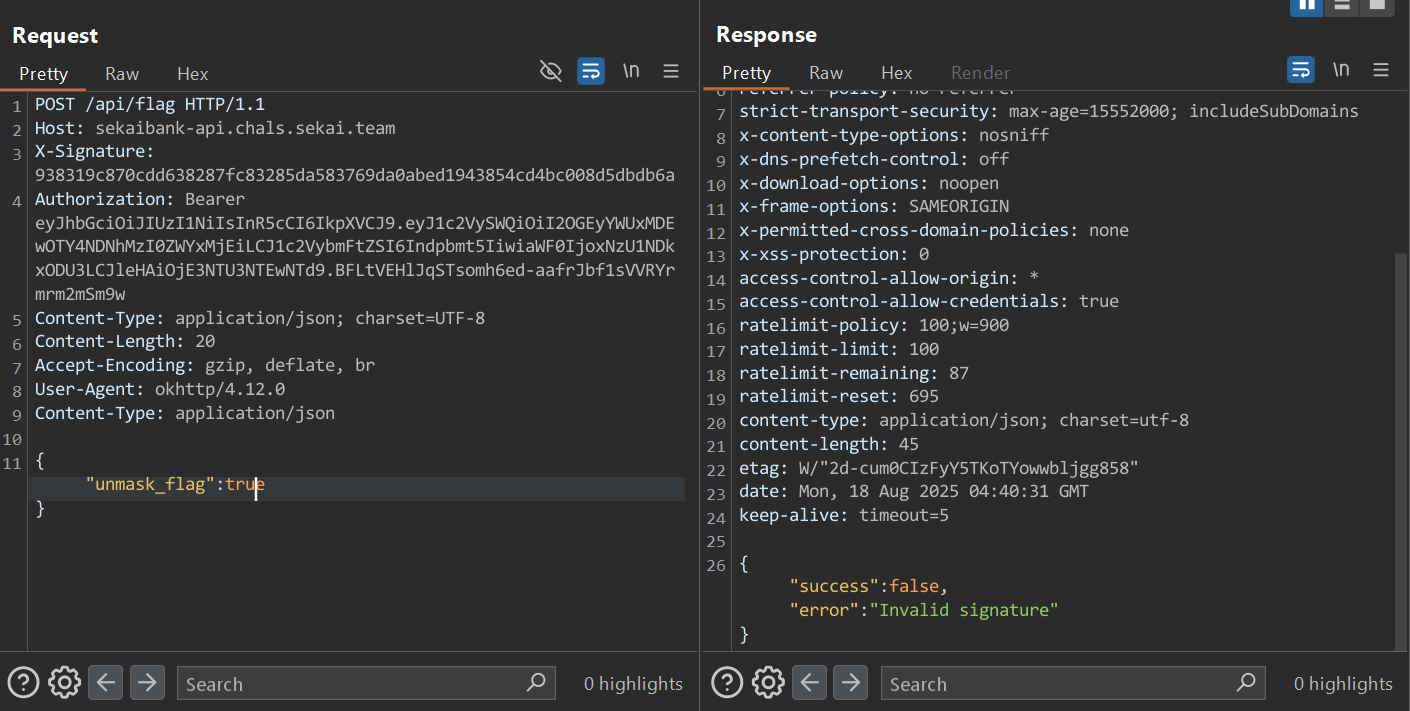 Request
Pretty Raw Hex
\n
1 POST /api/flag HTTP/1.1
2 Host: sekaibank-api.chals.sekai.team
3 X-Signature:
938319c870cdd638287fc83285da583769da0abed1943854cd4bc008d5dbdb6a
4 Authorization: Bearer
eyJhbGciOiJIUzI1NiIsInR5cCI6IkpXVCJ9.eyJ1c2VySWQiOiI2OGEyYWUxMDE
wOTY4NDNhMzI0ZWYxMjEiLCJ1c2VybmFtZSI6Indpbmt5IiwiaWF0IjoxNzU1NDk
xODU3LCJleHAiOjE3NTU3NTEwNTd9.BFLtVEHlJqSTsomh6ed-aafrJbf1sVVRYr
mrm2mSm9w
5 Content-Type: application/json; charset=UTF-8
6 Content-Length: 20
7 Accept-Encoding: gzip, deflate, br
8 User-Agent: okhttp/4.12.0
9 Content-Type: application/json
10
11 {
"unmask_flag":true
}
Search
0 highlights
Response
Pretty Raw Hex Render
\n
6 referrer-policy: no-referrer
7 strict-transport-security: max-age=15552000; includeSubDomains
8 x-content-type-options: nosniff
9 x-dns-prefetch-control: off
10 x-download-options: noopen
11 x-frame-options: SAMEORIGIN
12 x-permitted-cross-domain-policies: none
13 x-xss-protection: 0
14 access-control-allow-origin: *
15 access-control-allow-credentials: true
16 ratelimit-policy: 100;w=900
17 ratelimit-limit: 100
18 ratelimit-remaining: 87
19 ratelimit-reset: 695
20 content-type: application/json; charset=utf-8
21 content-length: 45
22 etag: W/"2d-cum0CIzFyY5TKoTYowwbljgg858"
23 date: Mon, 18 Aug 2025 04:40:31 GMT
24 keep-alive: timeout=5
25
26 {
"success":false,
"error":"Invalid signature"
}
Search
0 highlights